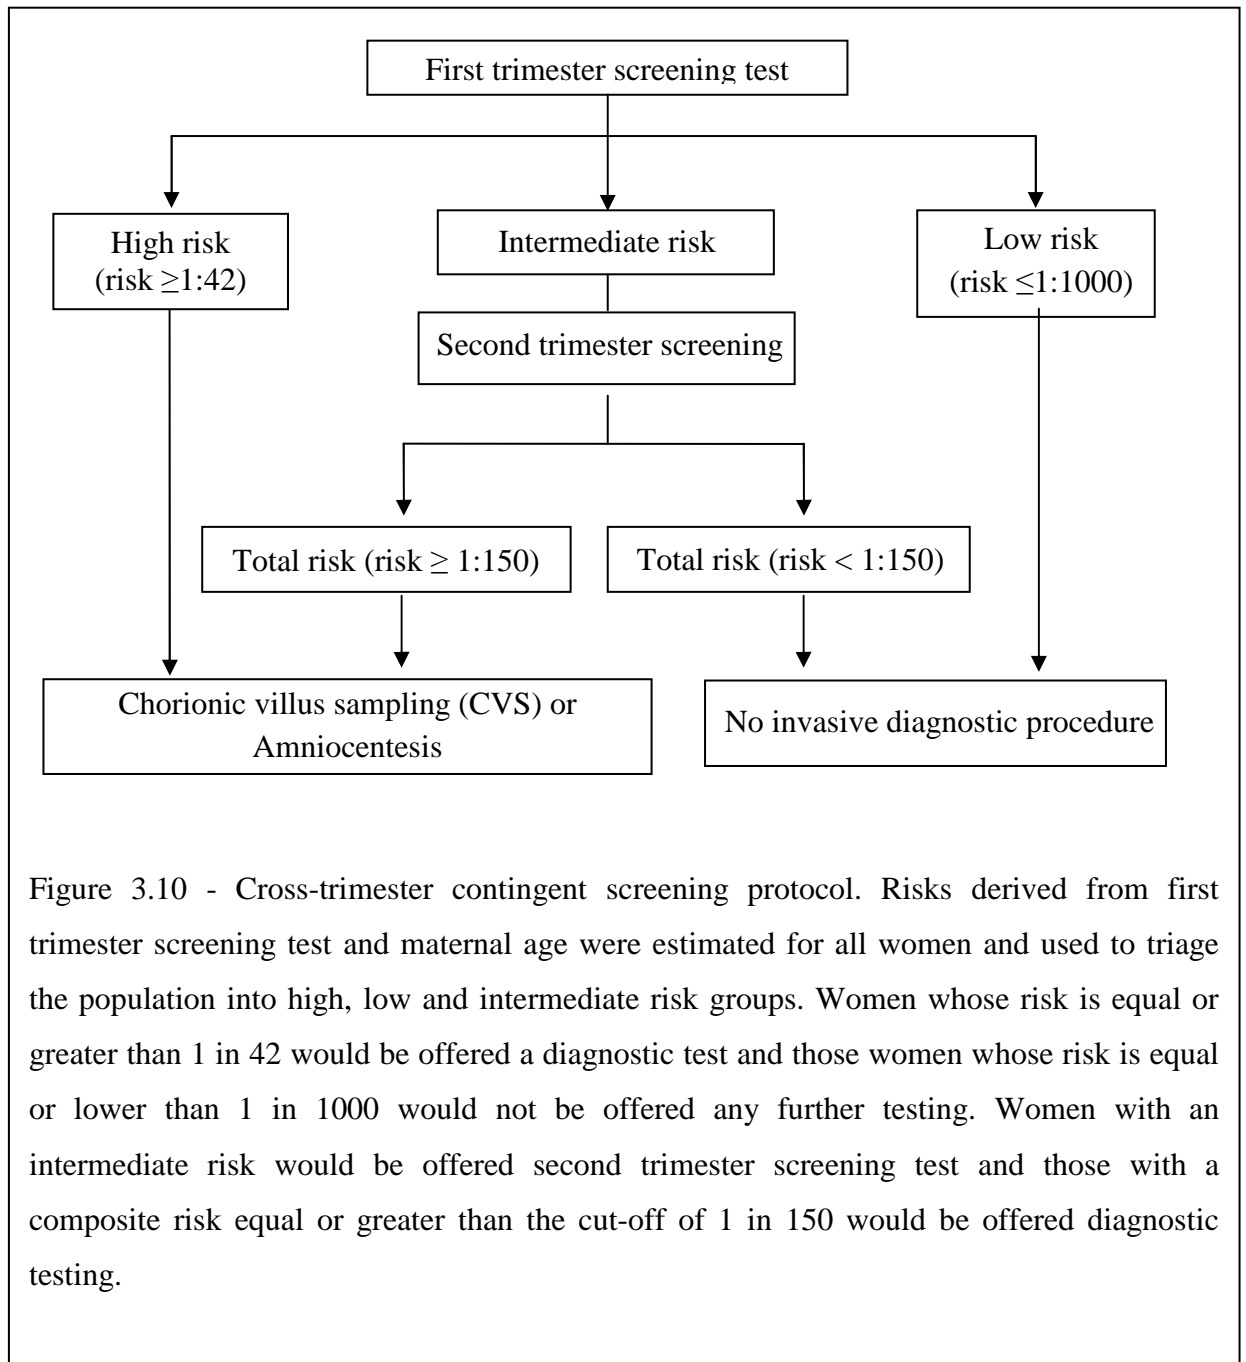 First trimester screening test
High risk
(risk ≥1:42)
Intermediate risk
Low risk
(risk ≤1:1000)
Second trimester screening
Total risk (risk ≥ 1:150)
Total risk (risk < 1:150)
Chorionic villus sampling (CVS) or
Amniocentesis
No invasive diagnostic procedure
Figure 3.10 - Cross-trimester contingent screening protocol. Risks derived from first
trimester screening test and maternal age were estimated for all women and used to triage
the population into high, low and intermediate risk groups. Women whose risk is equal or
greater than 1 in 42 would be offered a diagnostic test and those women whose risk is equal
or lower than 1 in 1000 would not be offered any further testing. Women with an
intermediate risk would be offered second trimester screening test and those with a
composite risk equal or greater than the cut-off of 1 in 150 would be offered diagnostic
testing.